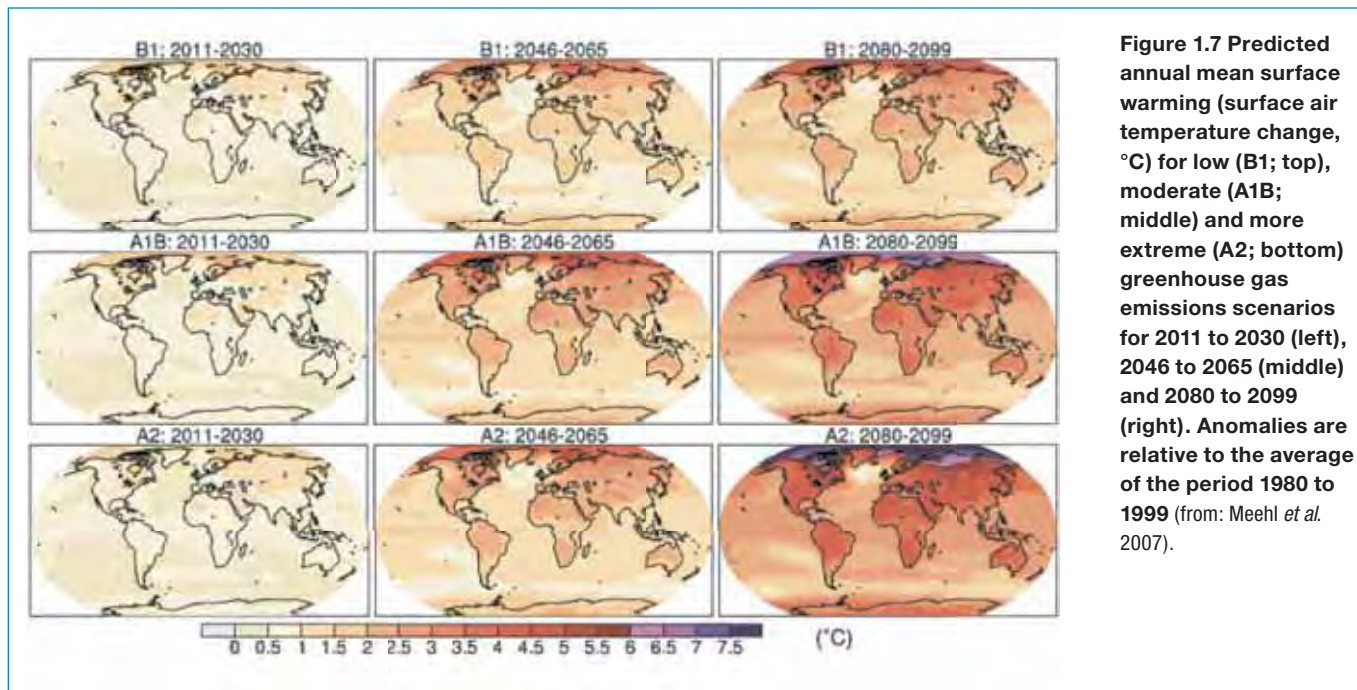 B1: 2011-2030 B1: 2046-2065 B1: 2080-2099
A1B: 2011-2030 A1B: 2046-2065 A1B: 2080-2099
A2: 2011-2030 A2: 2046-2065 A2: 2080-2099
0 0.5 1 1.5 2 2.5 3 3.5 4 4.5 5 5.5 6 6.5 7 7.5 (°C)
Figure 1.7 Predicted
annual mean surface
warming (surface air
temperature change,
°C) for low (B1; top),
moderate (A1B;
middle) and more
extreme (A2; bottom)
greenhouse gas
emissions scenarios
for 2011 to 2030 (left),
2046 to 2065 (middle)
and 2080 to 2099
(right). Anomalies are
relative to the average
of the period 1980 to
1999 (from: Meehl et al.
2007).